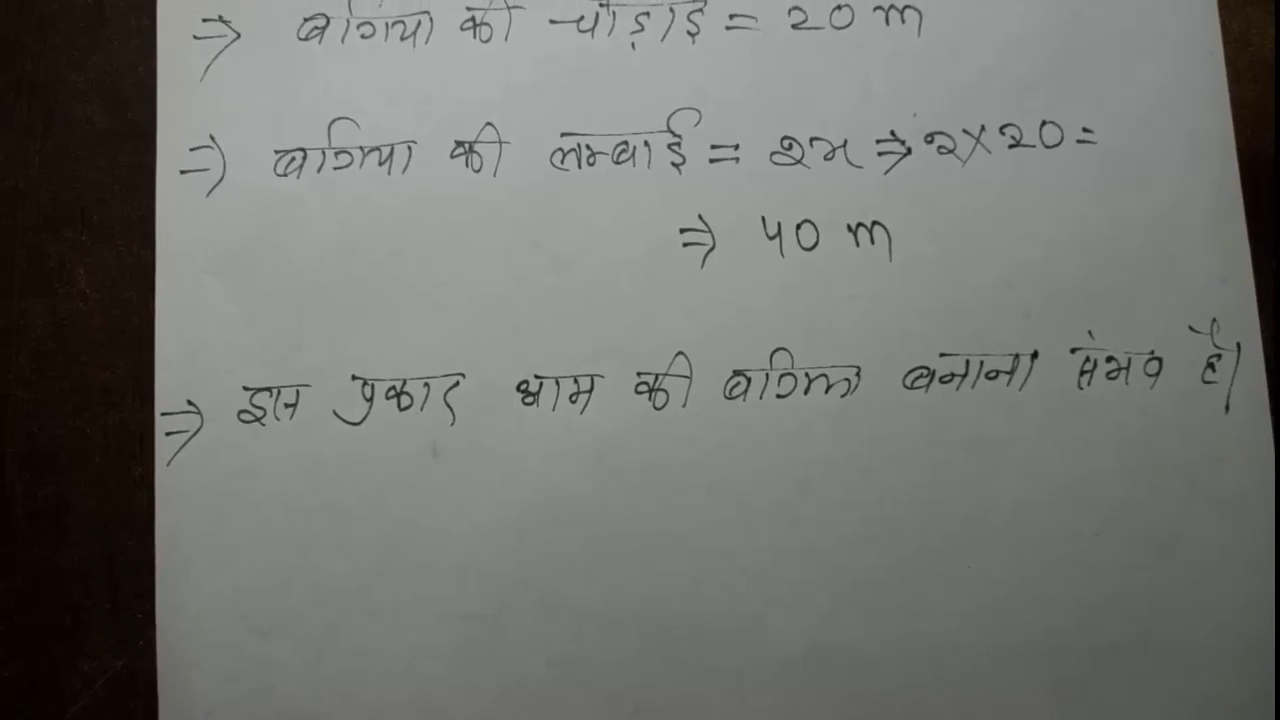 ⇒ बगिया की चौड़ाई = 20 m
⇒ बगिया की लम्बाई = 2x ⇒ 2×20 =
⇒ 40 m
⇒ इस प्रकार आम की बगिया बनाना संभव है।